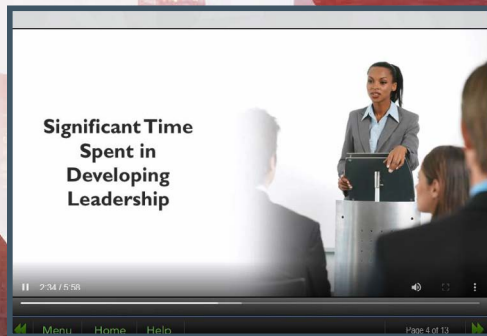 Significant Time
Spent in
Developing
Leadership
2:34 / 5:58
Menu Home Help
Page 4 of 13